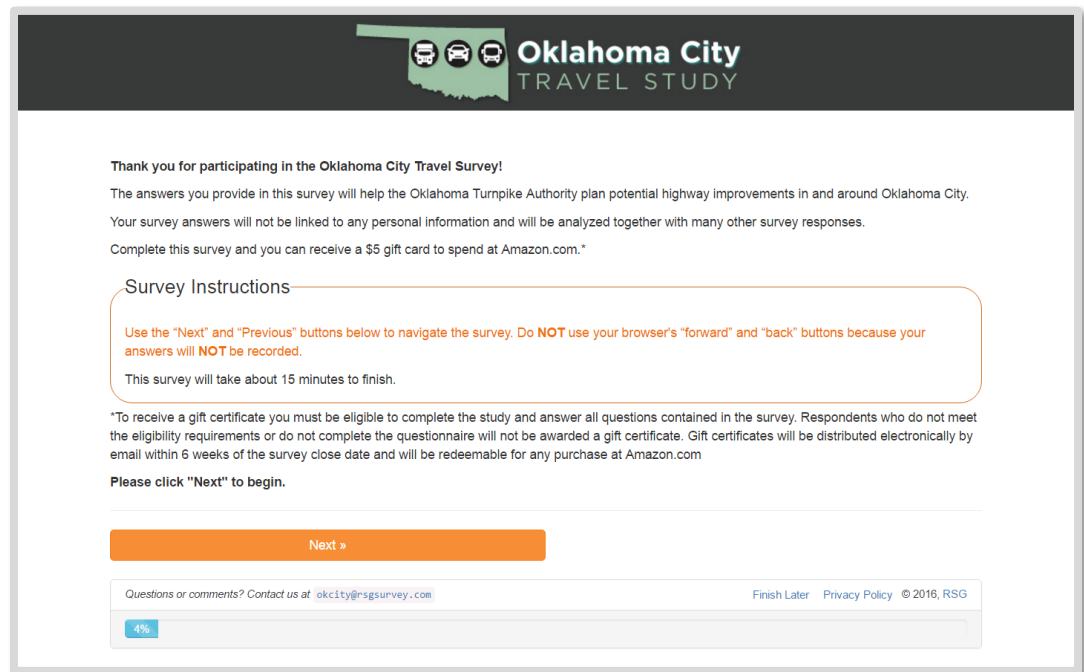 Oklahoma City
TRAVEL STUDY
Thank you for participating in the Oklahoma City Travel Survey!
The answers you provide in this survey will help the Oklahoma Turnpike Authority plan potential highway improvements in and around Oklahoma City.
Your survey answers will not be linked to any personal information and will be analyzed together with many other survey responses.
Complete this survey and you can receive a $5 gift card to spend at Amazon.com.*
Survey Instructions
Use the “Next” and “Previous” buttons below to navigate the survey. Do NOT use your browser's “forward” and “back” buttons because your
answers will NOT be recorded.
This survey will take about 15 minutes to finish.
*To receive a gift certificate you must be eligible to complete the study and answer all questions contained in the survey. Respondents who do not meet
the eligibility requirements or do not complete the questionnaire will not be awarded a gift certificate. Gift certificates will be distributed electronically by
email within 6 weeks of the survey close date and will be redeemable for any purchase at Amazon.com
Please click "Next" to begin.
Next »
Questions or comments? Contact us at okcity@rsgsurvey.com Finish Later Privacy Policy © 2016, RSG
4%